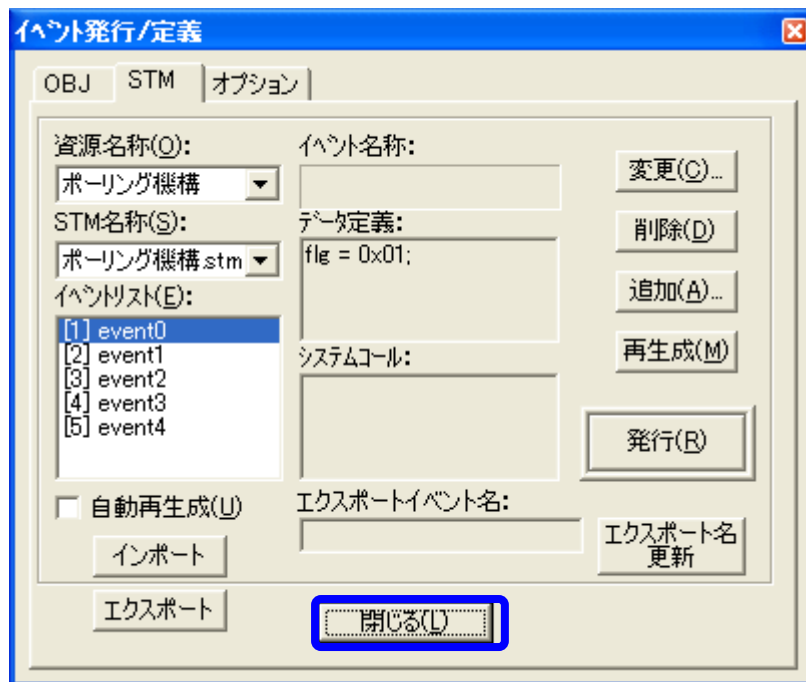 イベント発行/定義
OBJ
STM
オプション
資源名称(O):
ポーリング機構
STM名称(S):
ポーリング機構.stm
イベントリスト(E):
[1] event0
[2] event1
[3] event2
[4] event3
[5] event4
自動再生成(U)
インポート
エクスポート
イベント名称:
データ定義:
flg = 0x01;
システムコール:
エクスポートイベント名:
変更(C)...
削除(D)
追加(A)...
再生成(M)
発行(R)
エクスポート名
更新
閉じる(L)